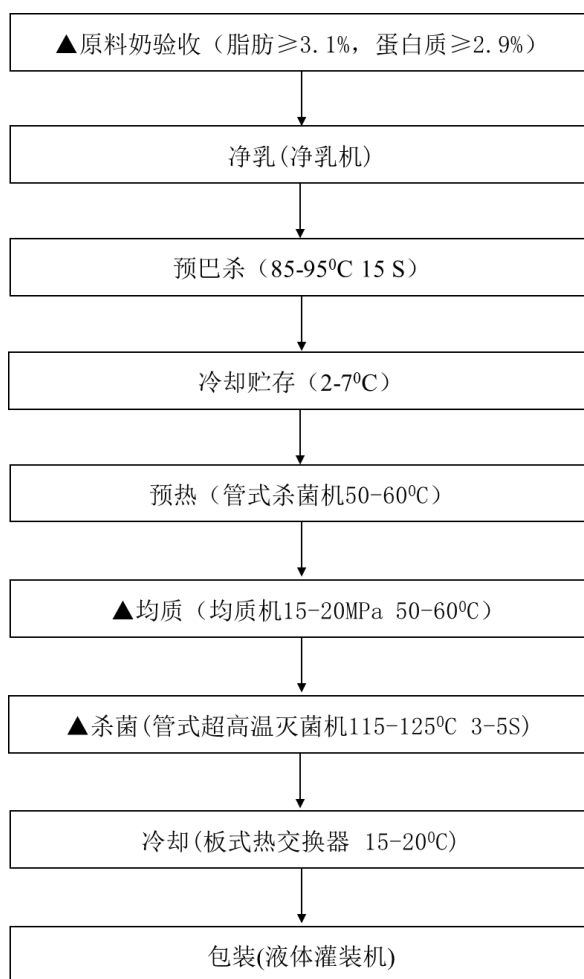 ▲原料奶验收（脂肪≥3.1%，蛋白质≥2.9%）
净乳(净乳机)
预巴杀（85-95⁰C 15 S）
冷却贮存（2-7⁰C）
预热（管式杀菌机50-60⁰C）
▲均质（均质机15-20MPa 50-60⁰C）
▲杀菌(管式超高温灭菌机115-125⁰C 3-5S)
冷却(板式热交换器 15-20⁰C)
包装(液体灌装机)